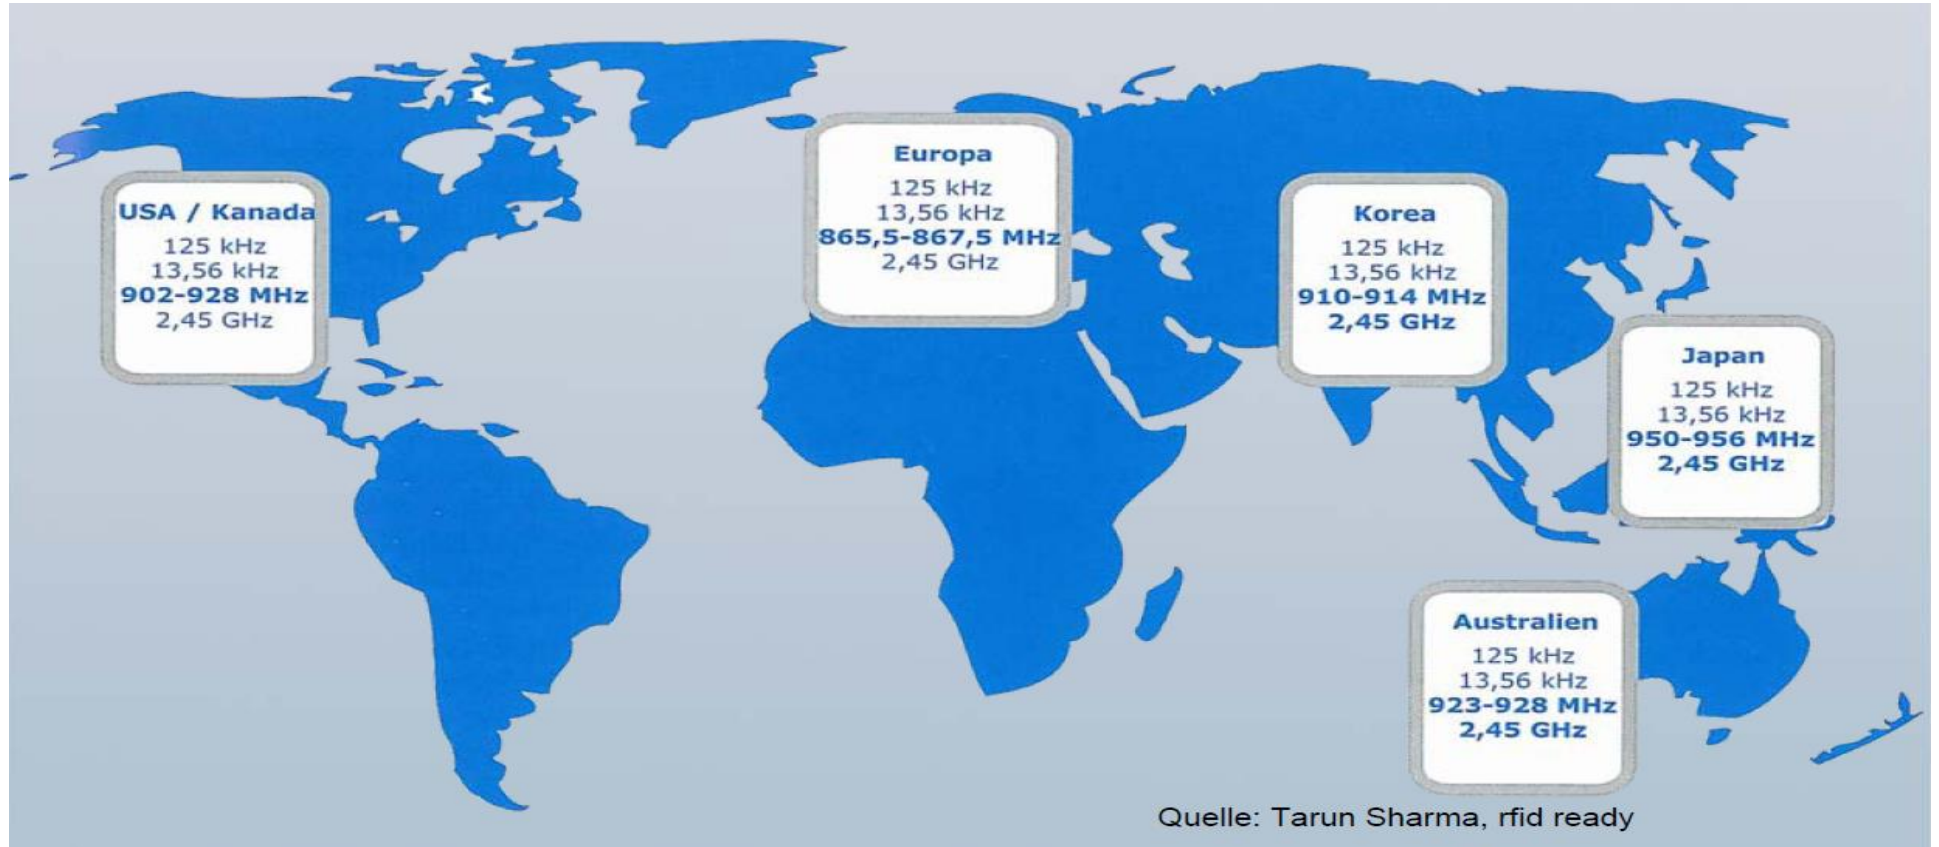 USA / Kanada
125 kHz
13,56 kHz
902-928 MHz
2,45 GHz
Europa
125 kHz
13,56 kHz
865,5-867,5 MHz
2,45 GHz
Korea
125 kHz
13,56 kHz
910-914 MHz
2,45 GHz
Japan
125 kHz
13,56 kHz
950-956 MHz
2,45 GHz
Australien
125 kHz
13,56 kHz
923-928 MHz
2,45 GHz
Quelle: Tarun Sharma, rfid ready